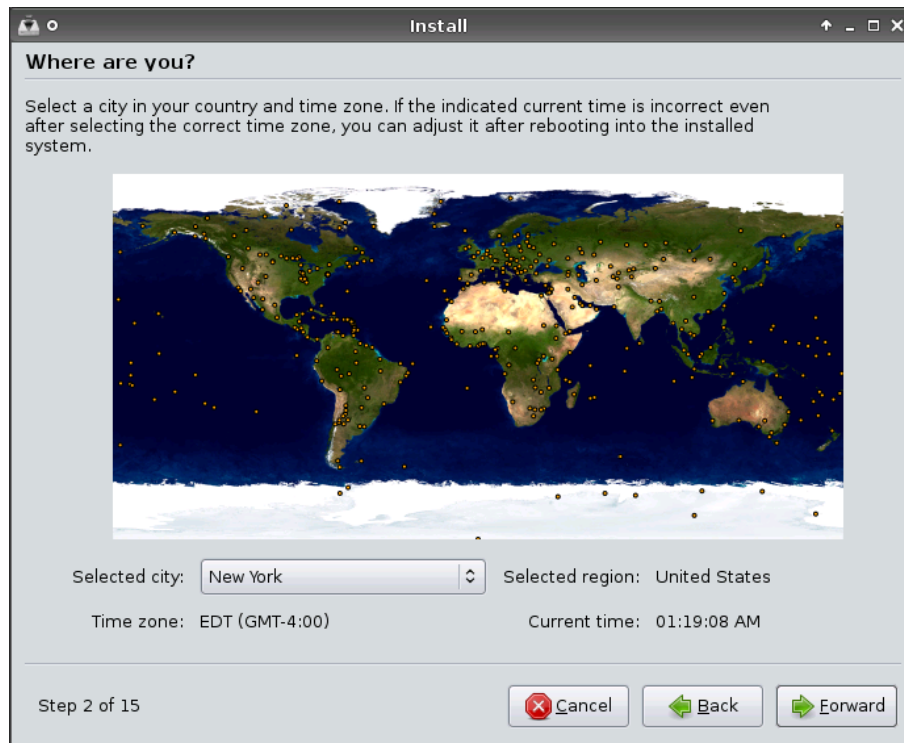 Install
Where are you?
Select a city in your country and time zone. If the indicated current time is incorrect even
after selecting the correct time zone, you can adjust it after rebooting into the installed
system.
Selected city: New York Selected region: United States
Time zone: EDT (GMT-4:00) Current time: 01:19:08 AM
Step 2 of 15 Cancel Back Forward